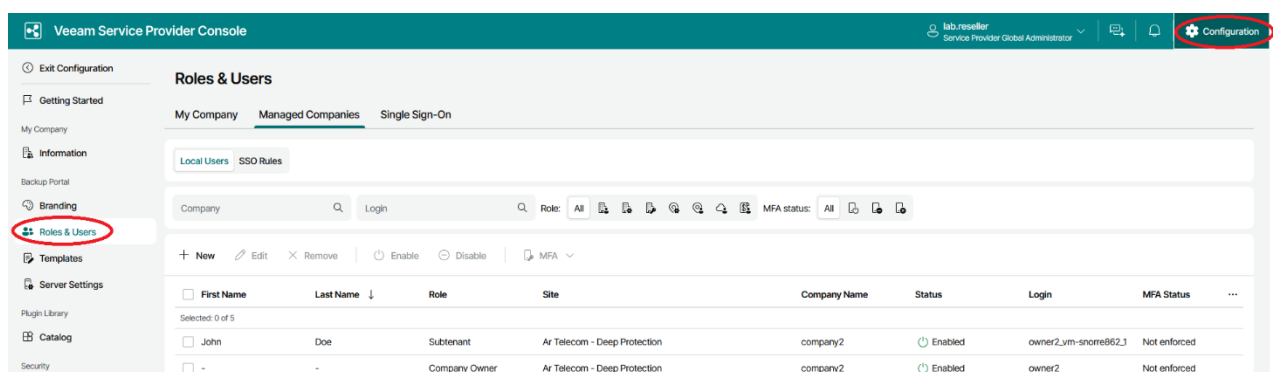 Veeam Service Provider Console
lab.reseller
Service Provider Global Administrator
Configuration
Exit Configuration
Getting Started
My Company
Information
Backup Portal
Branding
Roles & Users
Templates
Server Settings
Plugin Library
Catalog
Security
Roles & Users
My Company Managed Companies Single Sign-On
Local Users SSO Rules
Company Login Role: All MFA status: All
New Edit Remove Enable Disable MFA
First Name Last Name ↓ Role Site Company Name Status Login MFA Status ...
Selected: 0 of 5
John Doe Subtenant Ar Telecom - Deep Protection company2 Enabled owner2_vm-snorre862_1 Not enforced
- - Company Owner Ar Telecom - Deep Protection company2 Enabled owner2 Not enforced